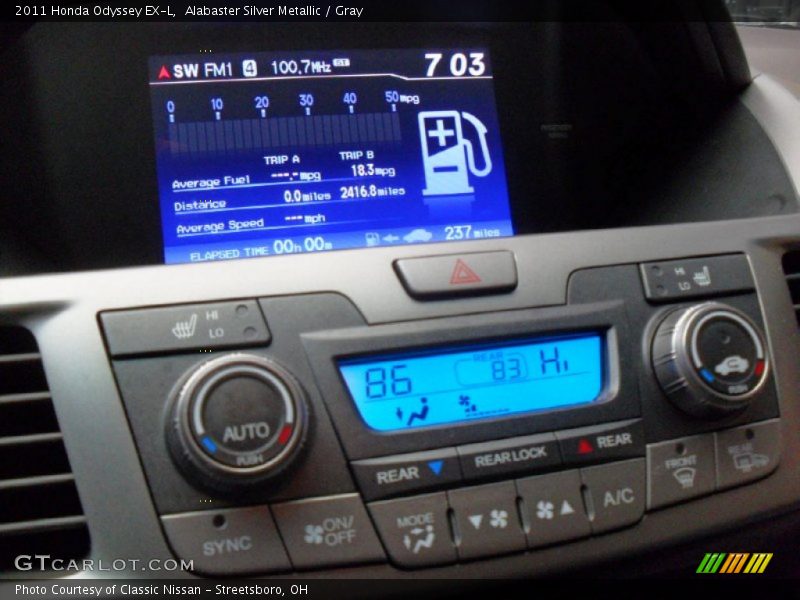 2011 Honda Odyssey EX-L,  Alabaster Silver Metallic / Gray
SW FM1 4 100.7MHz ST 7 03
0 10 20 30 40 50 mpg
TRIP A TRIP B
Average Fuel ---.- mpg 18.3 mpg
Distance 0.0 miles 2416.8 miles
Average Speed --- mph
ELAPSED TIME 00h 00m 237 miles
HI
LO
HI
LO
86 REAR 83 Hi
AUTO
PUSH
REAR REAR LOCK REAR
SYNC ON/OFF MODE A/C FRONT REAR
GTCARLOT.COM
Photo Courtesy of Classic Nissan - Streetsboro, OH